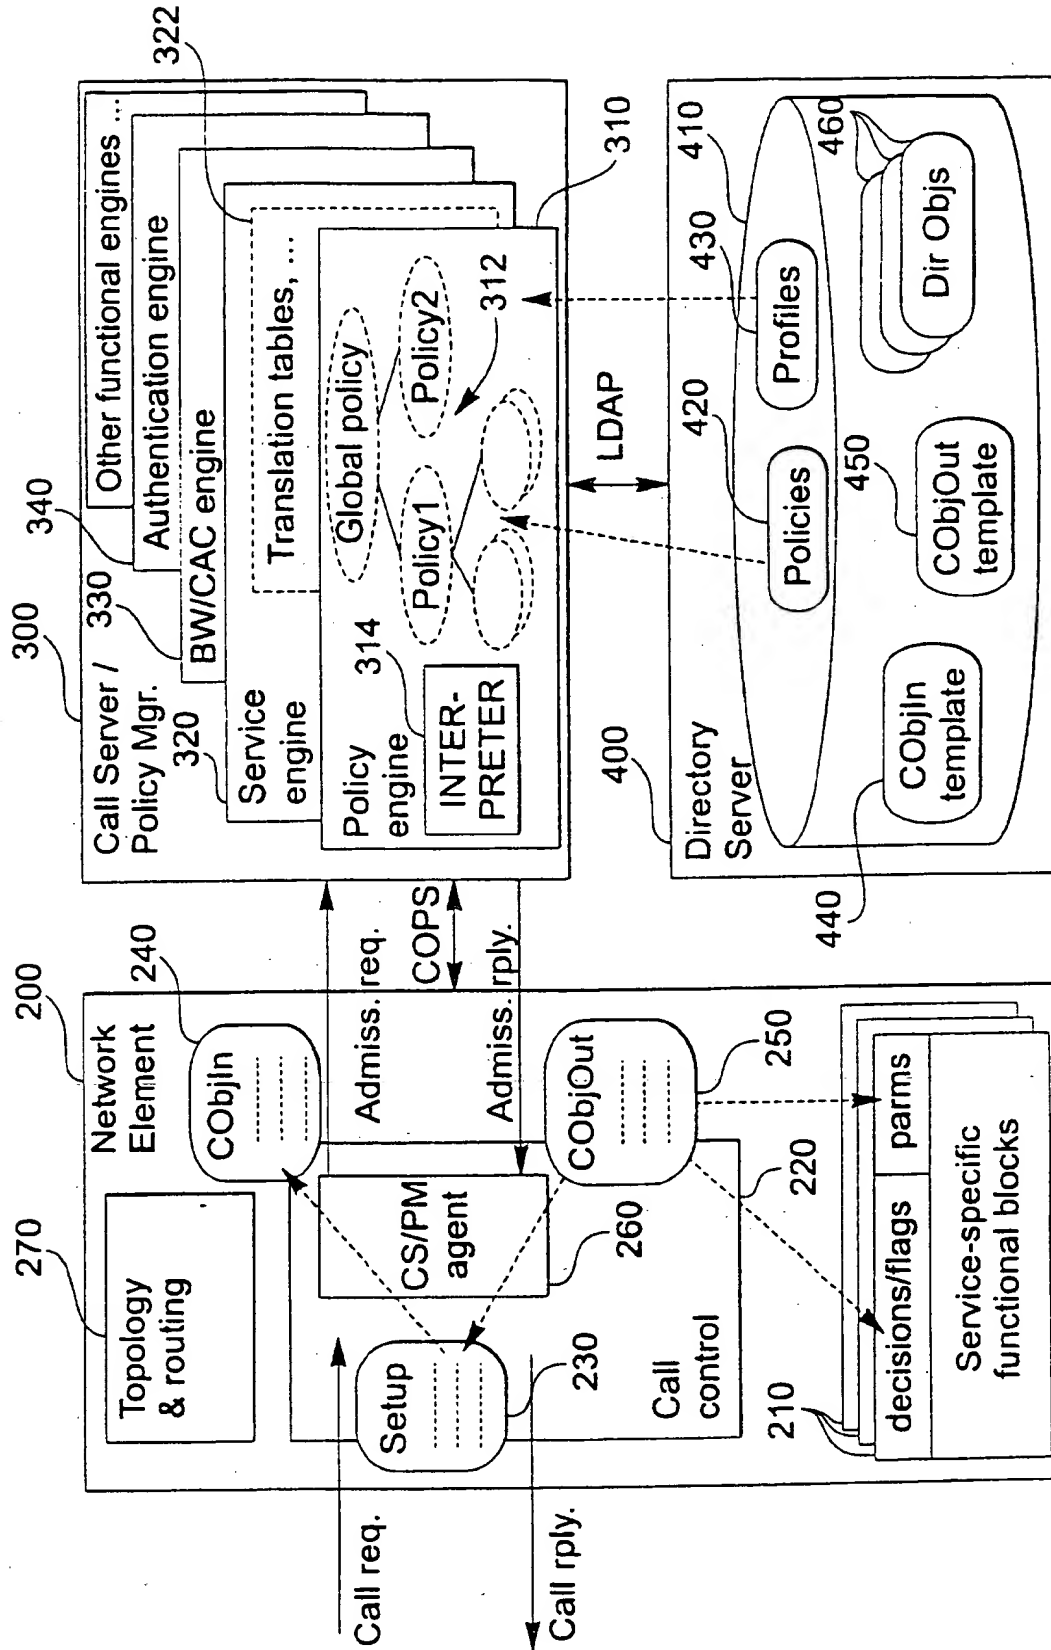 270
Topology
& routing
200
Network
Element
240
CObjIn
Call req.
Setup
230
CS/PM
agent
260
CObjOut
250
Call
control
220
Call rply.
210
decisions/flags
parms
Service-specific
functional blocks
Admiss. req.
COPS
Admiss. rply.
300
Call Server /
Policy Mgr.
340
330
320
Other functional engines ...
Authentication engine
BW/CAC engine
Service
engine
Translation tables, ...
322
Policy
engine
314
INTER-
PRETER
Global policy
Policy1
Policy2
312
310
LDAP
400
Directory
Server
420
430
410
Policies
Profiles
460
Dir Objs
450
CObjOut
template
CObjIn
template
440